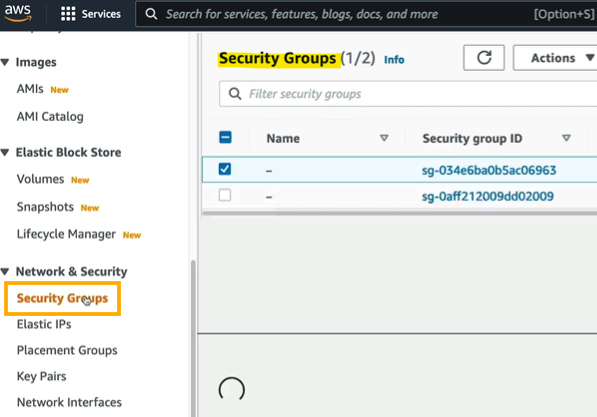 aws
Services
Search for services, features, blogs, docs, and more
[Option+S]
Images
AMIs New
AMI Catalog
Elastic Block Store
Volumes New
Snapshots New
Lifecycle Manager New
Network & Security
Security Groups
Elastic IPs
Placement Groups
Key Pairs
Network Interfaces
Security Groups (1/2) Info
Actions
Filter security groups
Name Security group ID
– sg-034e6ba0b5ac06963
– sg-0aff212009dd02009